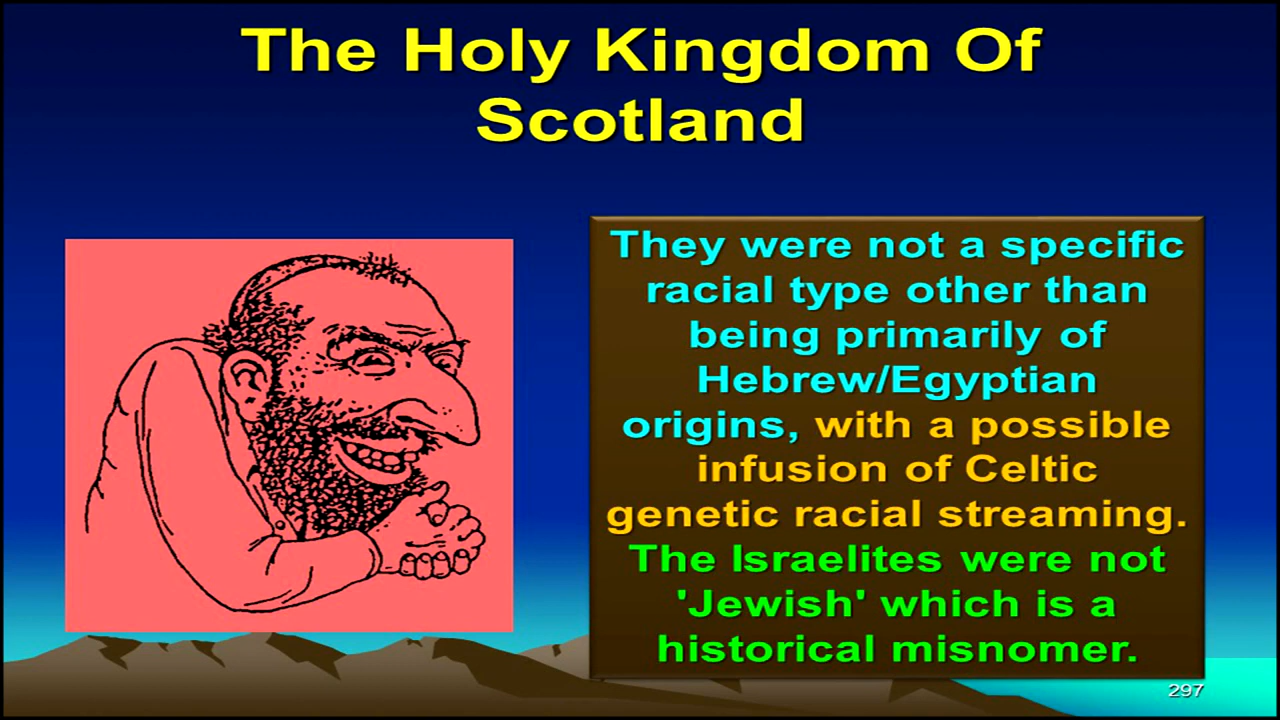 The Holy Kingdom Of
Scotland
They were not a specific
racial type other than
being primarily of
Hebrew/Egyptian
origins, with a possible
infusion of Celtic
genetic racial streaming.
The Israelites were not
'Jewish' which is a
historical misnomer.
297